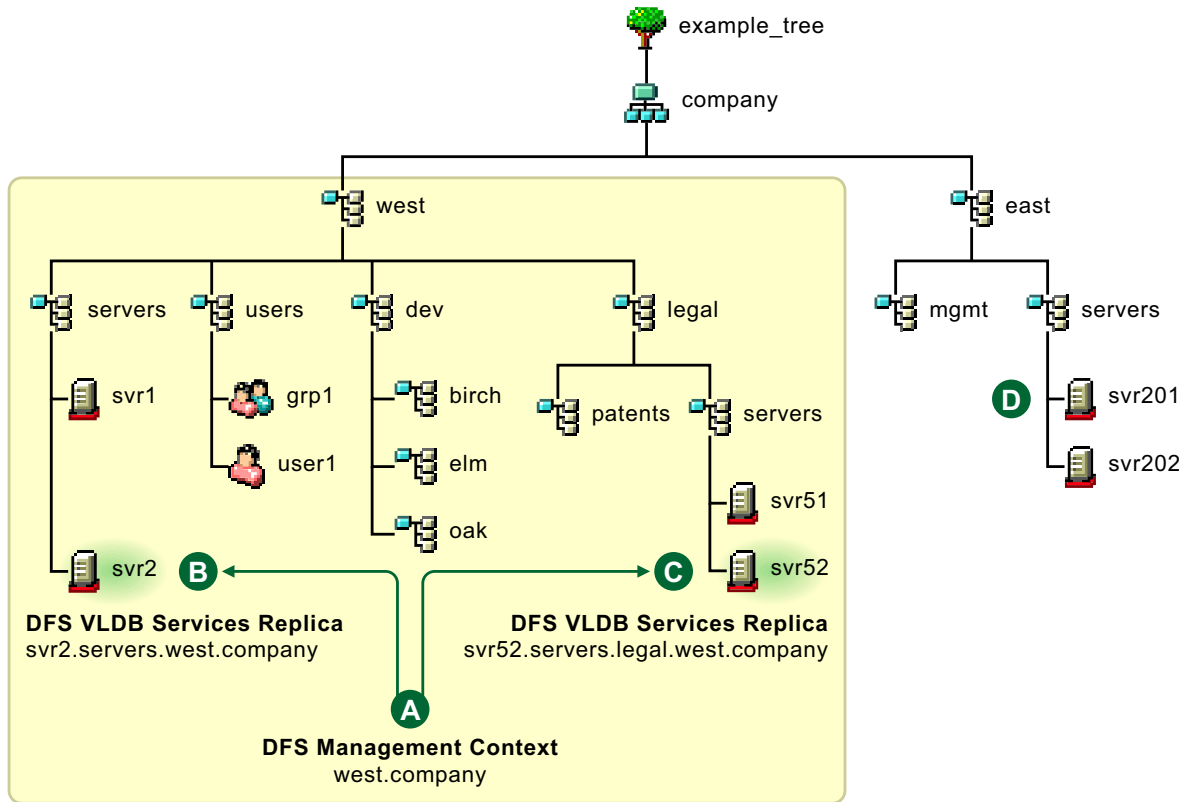 example_tree
company
west
east
servers
users
dev
legal
mgmt
servers
svr1
grp1
birch
patents
servers
D
svr201
user1
elm
svr202
svr51
oak
svr2
B
C
svr52
DFS VLDB Services Replica
svr2.servers.west.company
DFS VLDB Services Replica
svr52.servers.legal.west.company
A
DFS Management Context
west.company